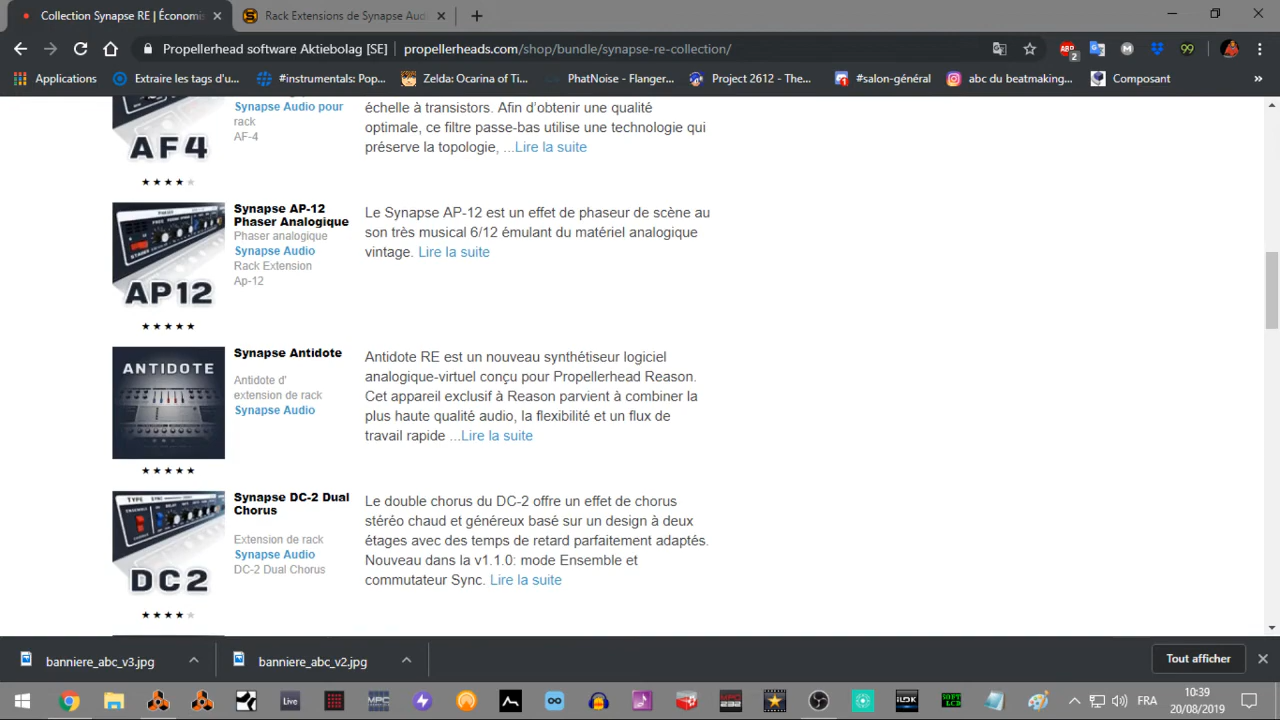 Collection Synapse RE | Économis
Rack Extensions de Synapse Aud
Propellerhead software Aktiebolag [SE]
propellerheads.com/shop/bundle/synapse-re-collection/
Applications
Extraire les tags d'u...
#instrumentals: Pop...
Zelda: Ocarina of Ti...
PhatNoise - Flanger...
Project 2612 - The...
#salon-général
abc du beatmaking...
Composant
»
Synapse Audio pour
rack
AF-4
AF4
★★★★★
échelle à transistors. Afin d'obtenir une qualité
optimale, ce filtre passe-bas utilise une technologie qui
préserve la topologie, ...Lire la suite
Synapse AP-12
Phaser Analogique
Phaser analogique
Synapse Audio
Rack Extension
Ap-12
AP12
★★★★★
Le Synapse AP-12 est un effet de phaseur de scène au
son très musical 6/12 émulant du matériel analogique
vintage. Lire la suite
Synapse Antidote
Antidote d'
extension de rack
Synapse Audio
ANTIDOTE
★★★★★
Antidote RE est un nouveau synthétiseur logiciel
analogique-virtuel conçu pour Propellerhead Reason.
Cet appareil exclusif à Reason parvient à combiner la
plus haute qualité audio, la flexibilité et un flux de
travail rapide ...Lire la suite
Synapse DC-2 Dual
Chorus
Extension de rack
Synapse Audio
DC-2 Dual Chorus
TYPE SYNC
DC2
★★★★★
Le double chorus du DC-2 offre un effet de chorus
stéréo chaud et généreux basé sur un design à deux
étages avec des temps de retard parfaitement adaptés.
Nouveau dans la v1.1.0: mode Ensemble et
commutateur Sync. Lire la suite
banniere_abc_v3.jpg
banniere_abc_v2.jpg
Tout afficher
Live
MPC
iLOK
SOFT
LCD
FRA
10:39
20/08/2019